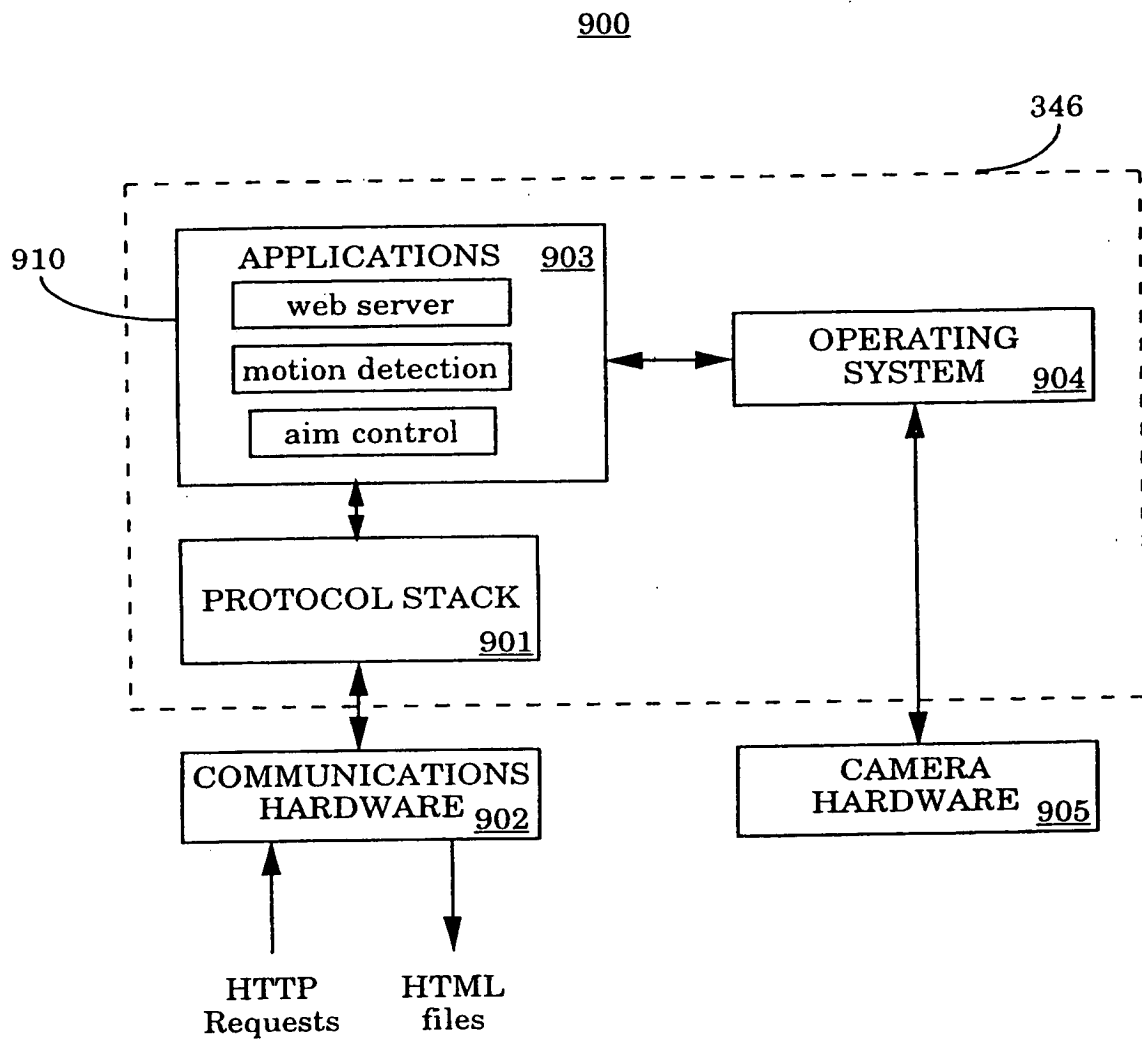 900
346
910
APPLICATIONS 903
web server
motion detection
aim control
OPERATING
SYSTEM 904
PROTOCOL STACK
901
COMMUNICATIONS
HARDWARE 902
CAMERA
HARDWARE 905
HTTP
Requests
HTML
files